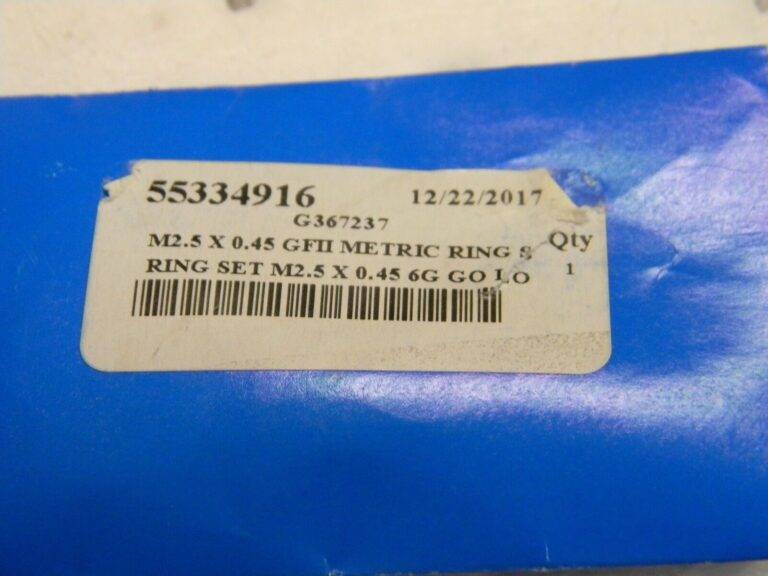 55334916 12/22/2017
G367237
M2.5 X 0.45 GFII METRIC RING S Qty
RING SET M2.5 X 0.45 6G GO LO 1